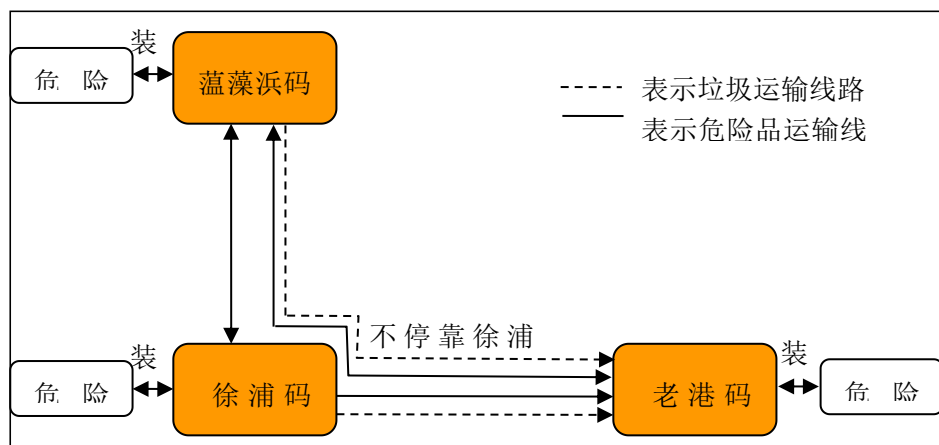 装
危 险
蕰藻浜码
表示垃圾运输线路
表示危险品运输线
不停靠徐浦
装
危 险
徐浦码
老港码
装
危 险